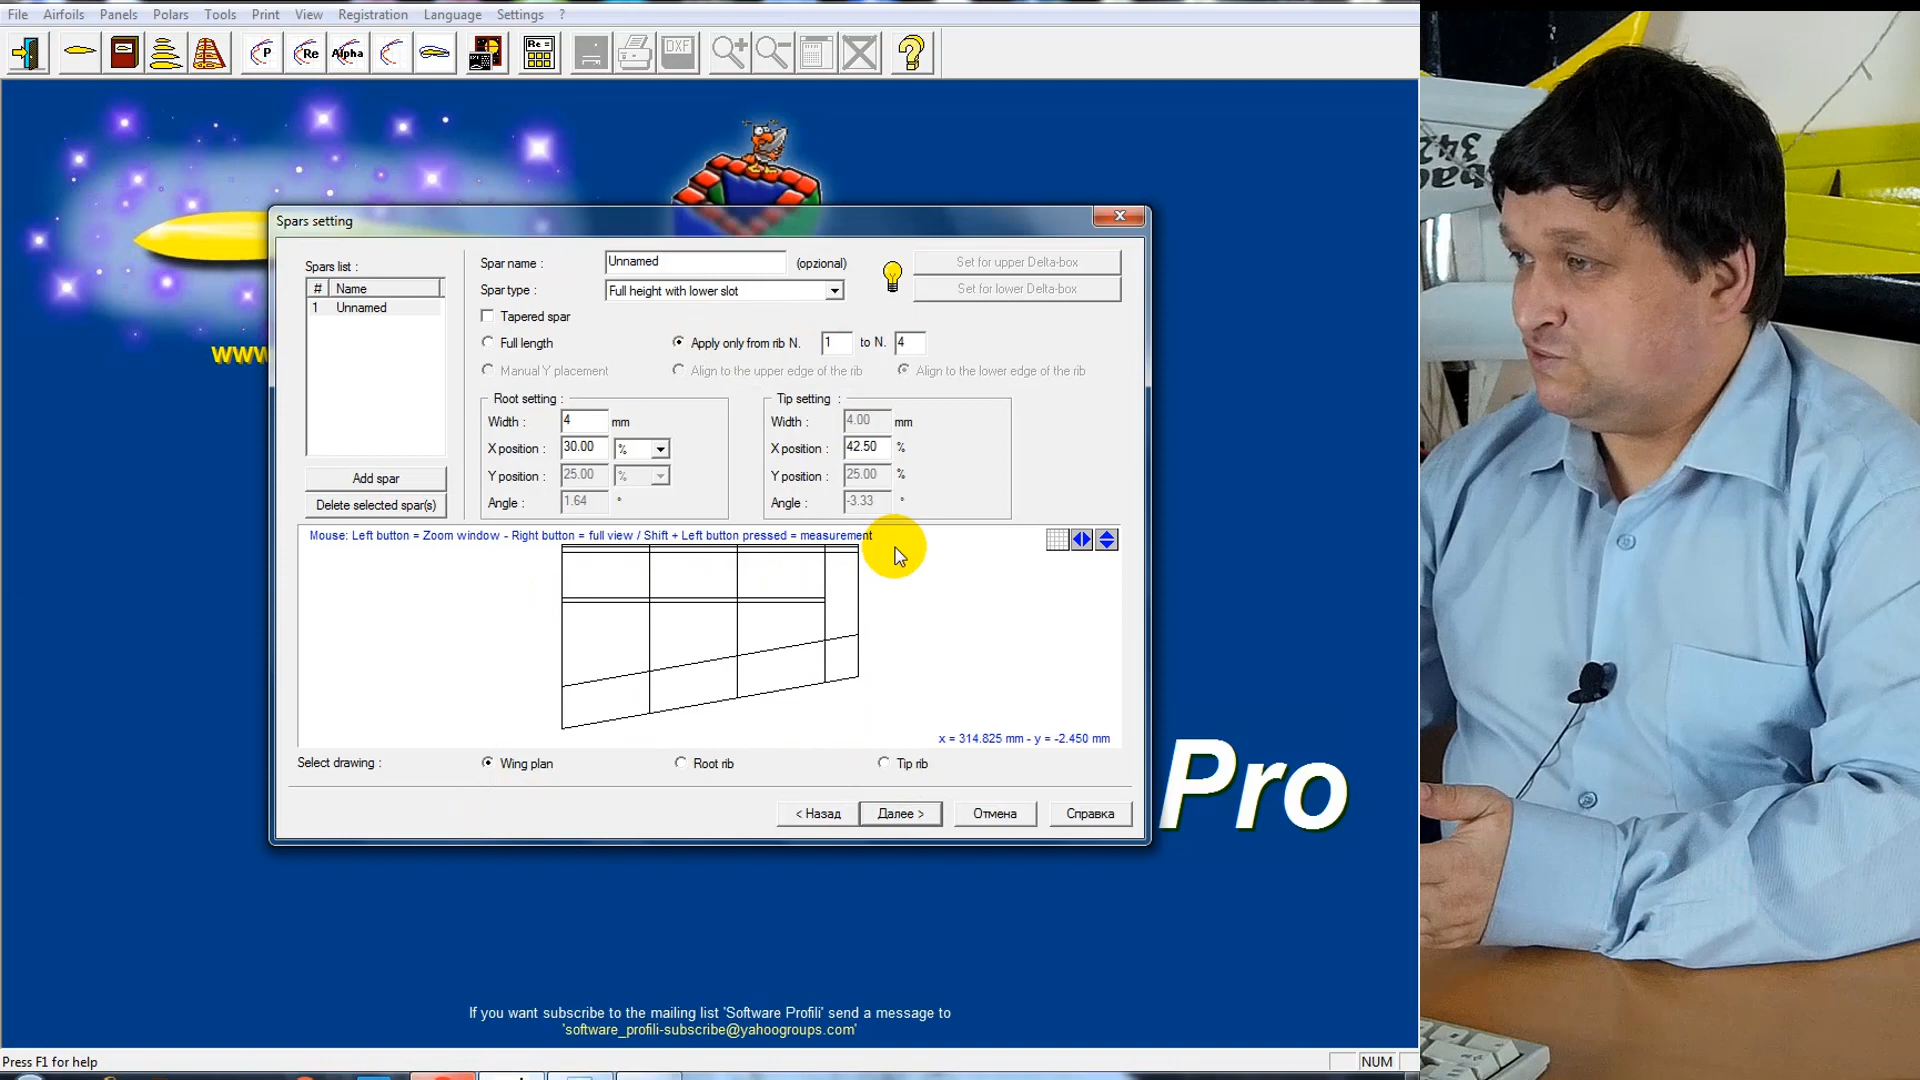 File Airfoils Panels Polars Tools Print View Registration Language Settings ?
P Re Alpha Re = DXF
www
Pro
Spars setting
Spars list :
# Name
1 Unnamed
Add spar
Delete selected spar(s)
Spar name : Unnamed (opzional)
Set for upper Delta-box
Spar type : Full height with lower slot
Set for lower Delta-box
Tapered spar
Full length Apply only from rib N. 1 to N. 4
Manual Y placement Align to the upper edge of the rib Align to the lower edge of the rib
Root setting : Tip setting :
Width : 4 mm Width : 4.00 mm
X position : 30.00 % X position : 42.50 %
Y position : 25.00 % Y position : 25.00 %
Angle : 1.64 ° Angle : -3.33 °
Mouse: Left button = Zoom window - Right button = full view / Shift + Left button pressed = measurement
x = 314.825 mm - y = -2.450 mm
Select drawing : Wing plan Root rib Tip rib
< Назад Далее > Отмена Справка
If you want subscribe to the mailing list 'Software Profili' send a message to
'software_profili-subscribe@yahoogroups.com'
Press F1 for help NUM